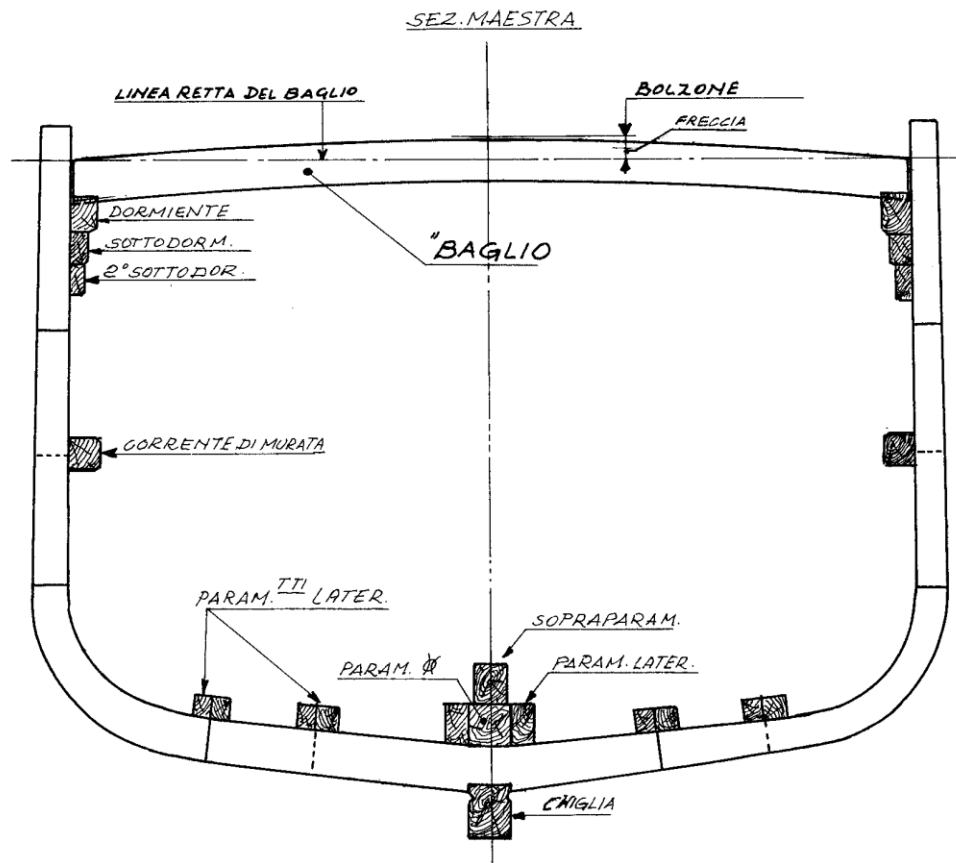 SEZ. MAESTRA
LINEA RETTA DEL BAGLIO
BOLZONE
FRECCIA
DORMIENTE
"BAGLIO
SOTTODORM.
2° SOTTODOR.
CORRENTE DI MURATA
PARAM. TTI LATER.
SOPRAPARAM.
PARAM.
PARAM. LATER.
CHIGLIA